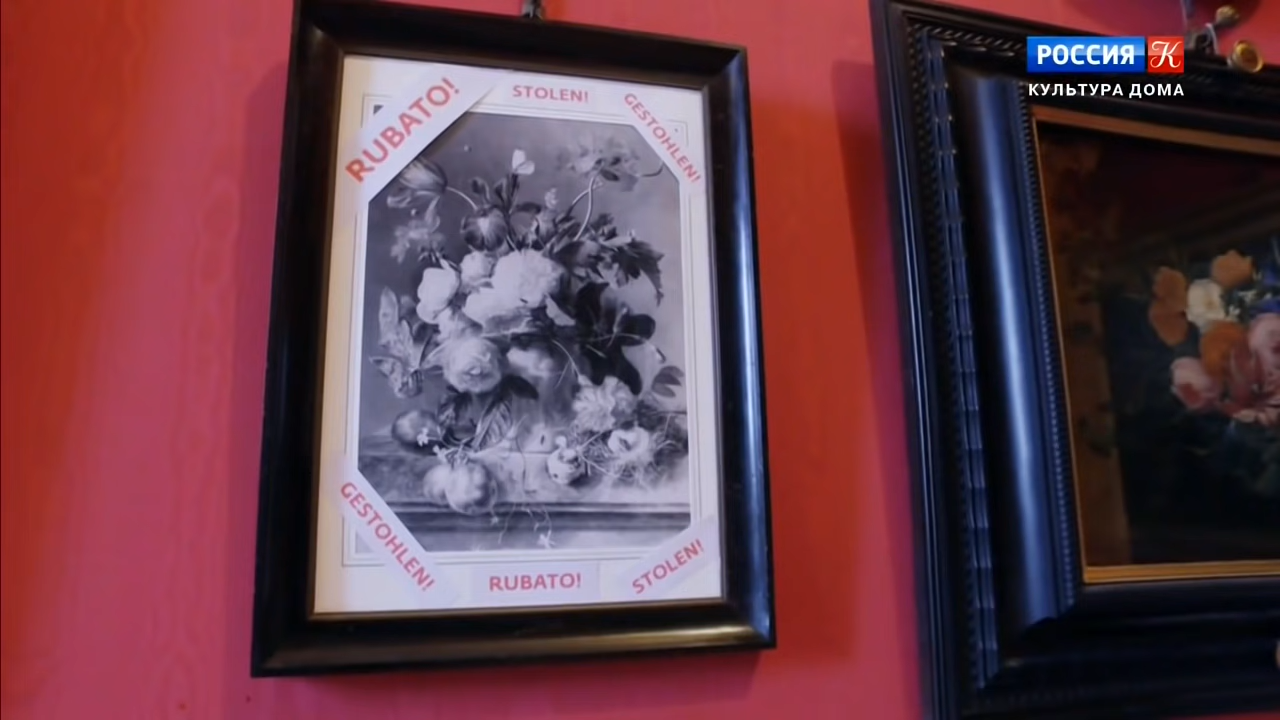 РОССИЯ К
КУЛЬТУРА ДОМА
RUBATO!
STOLEN!
GESTOHLEN!
GESTOHLEN!
RUBATO!
STOLEN!